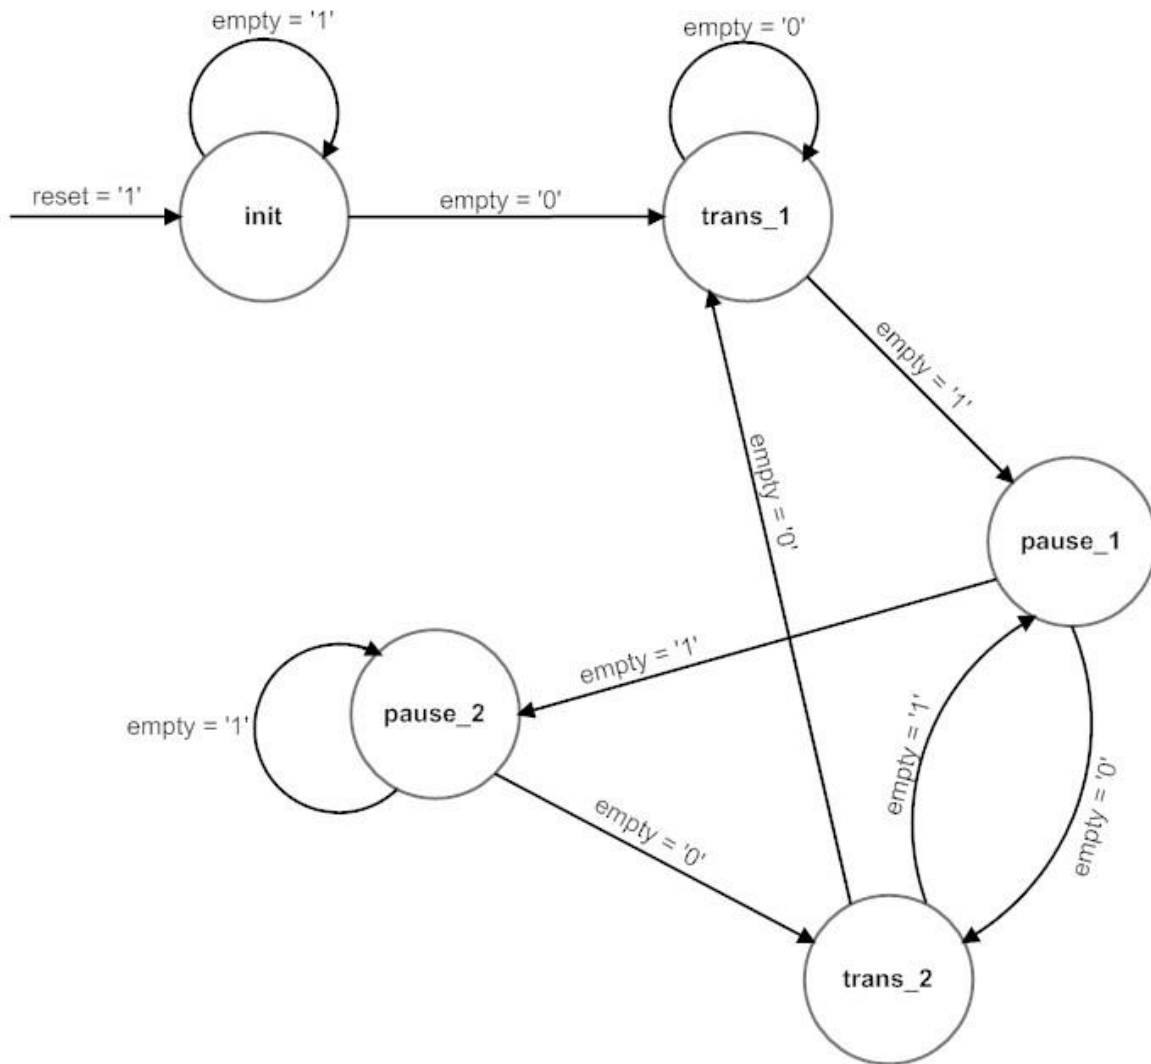 empty = '1'
empty = '0'
reset = '1'
init
empty = '0'
trans_1
empty = '1'
empty = '0'
pause_1
empty = '1'
pause_2
empty = '1'
empty = '1'
empty = '0'
empty = '0'
trans_2